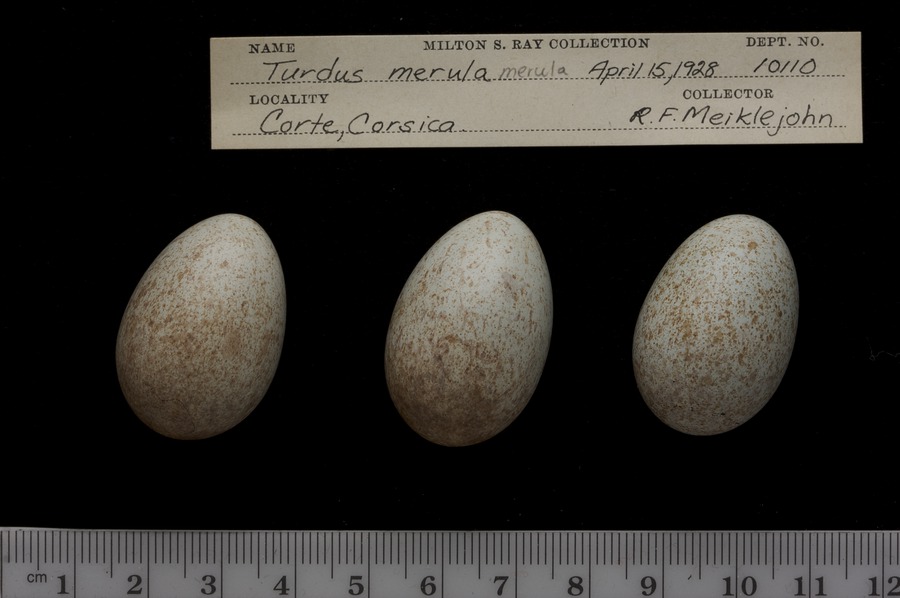 NAME MILTON S. RAY COLLECTION DEPT. NO.
Turdus merula merula April 15, 1928 10110
LOCALITY COLLECTOR
Corte, Corsica. R. F. Meiklejohn
cm 1 2 3 4 5 6 7 8 9 10 11 12